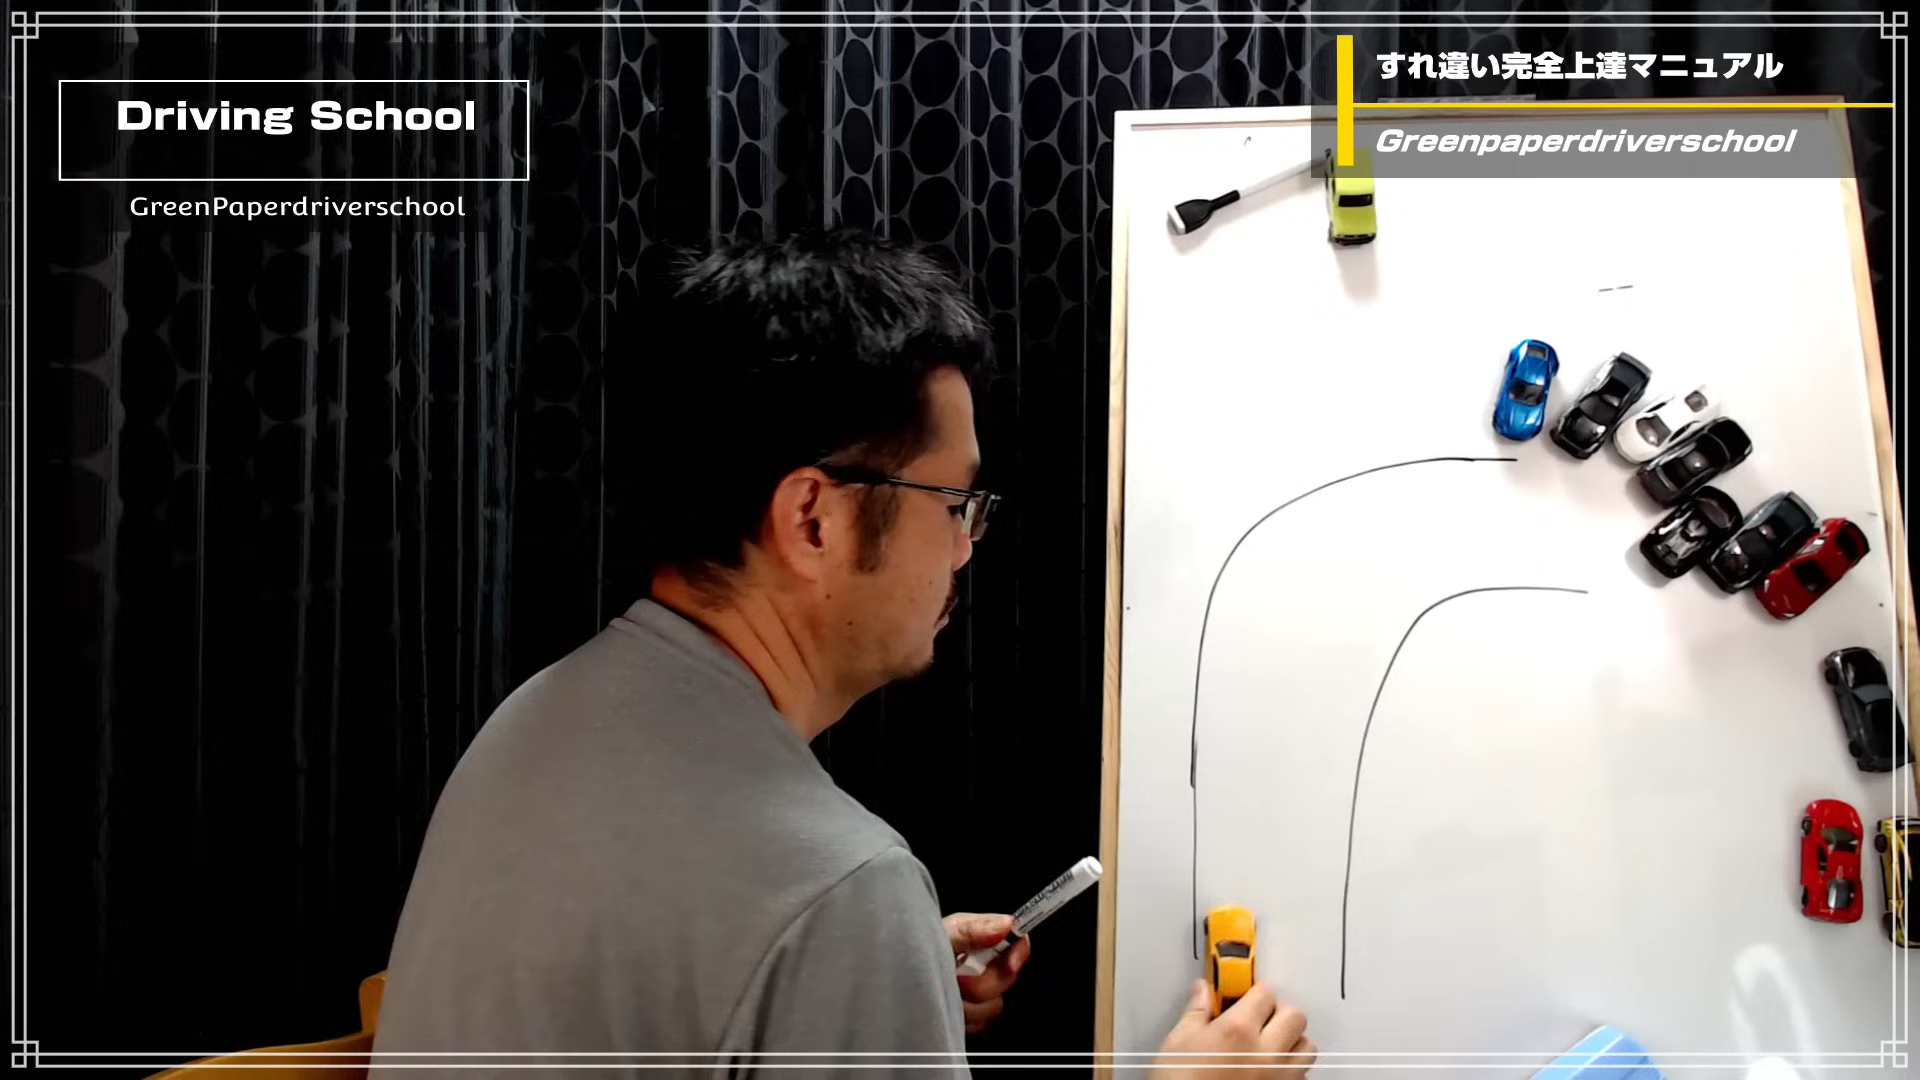 Driving School
GreenPaperdriverschool
すれ違い完全上達マニュアル
Greenpaperdriverschool